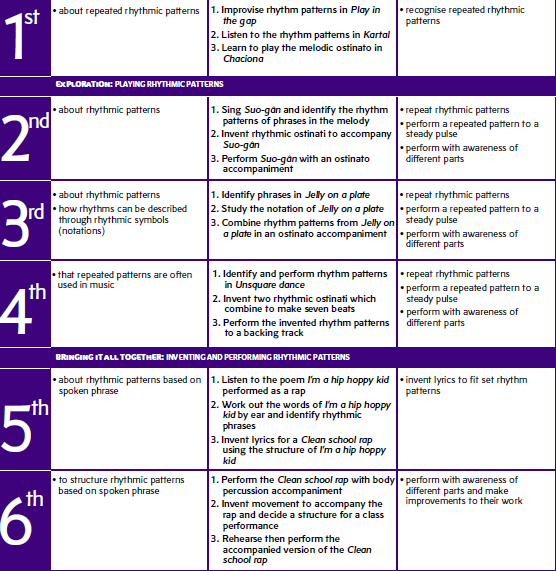 1st
• about repeated rhythmic patterns
1. Improvise rhythm patterns in Play in
the gap
2. Listen to the rhythm patterns in Kartal
3. Learn to play the melodic ostinato in
Chaciona
• recognise repeated rhythmic
patterns
EXPLORATION: PLAYING RHYTHMIC PATTERNS
2nd
• about rhythmic patterns
1. Sing Suo-gân and identify the rhythm
patterns of phrases in the melody
2. Invent rhythmic ostinati to accompany
Suo-gân
3. Perform Suo-gân with an ostinato
accompaniment
• repeat rhythmic patterns
• perform a repeated pattern to a
steady pulse
• perform with awareness of
different parts
3rd
• about rhythmic patterns
• how rhythms can be described
through rhythmic symbols
(notations)
1. Identify phrases in Jelly on a plate
2. Study the notation of Jelly on a plate
3. Combine rhythm patterns from Jelly on
a plate in an ostinato accompaniment
• repeat rhythmic patterns
• perform a repeated pattern to a
steady pulse
• perform with awareness of
different parts
4th
• that repeated patterns are often
used in music
1. Identify and perform rhythm patterns
in Unsquare dance
2. Invent two rhythmic ostinati which
combine to make seven beats
3. Perform the invented rhythm patterns
to a backing track
• repeat rhythmic patterns
• perform a repeated pattern to a
steady pulse
• perform with awareness of
different parts
BRINGING IT ALL TOGETHER: INVENTING AND PERFORMING RHYTHMIC PATTERNS
5th
• about rhythmic patterns based on
spoken phrase
1. Listen to the poem I'm a hip hoppy kid
performed as a rap
2. Work out the words of I'm a hip hoppy
kid by ear and identify rhythmic
phrases
3. Invent lyrics for a Clean school rap
using the structure of I'm a hip hoppy
kid
• invent lyrics to fit set rhythm
patterns
6th
• to structure rhythmic patterns
based on spoken phrase
1. Perform the Clean school rap with body
percussion accompaniment
2. Invent movement to accompany the
rap and decide a structure for a class
performance
3. Rehearse then perform the
accompanied version of the Clean
school rap
• perform with awareness of
different parts and make
improvements to their work